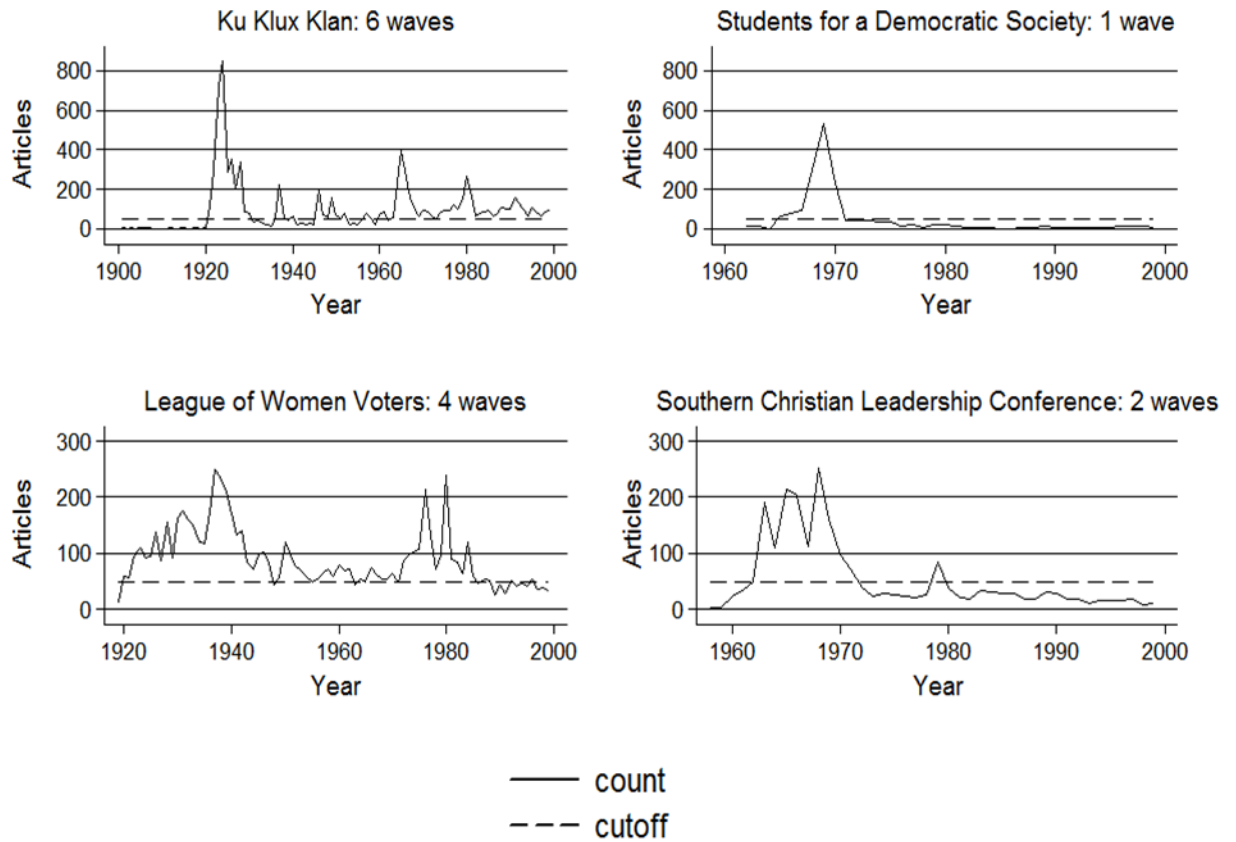 Ku Klux Klan: 6 waves
Articles
800
600
400
200
0
1900 1920 1940 1960 1980 2000
Year
Students for a Democratic Society: 1 wave
Articles
800
600
400
200
0
1960 1970 1980 1990 2000
Year
League of Women Voters: 4 waves
Articles
300
200
100
0
1920 1940 1960 1980 2000
Year
Southern Christian Leadership Conference: 2 waves
Articles
300
200
100
0
1960 1970 1980 1990 2000
Year
count
cutoff